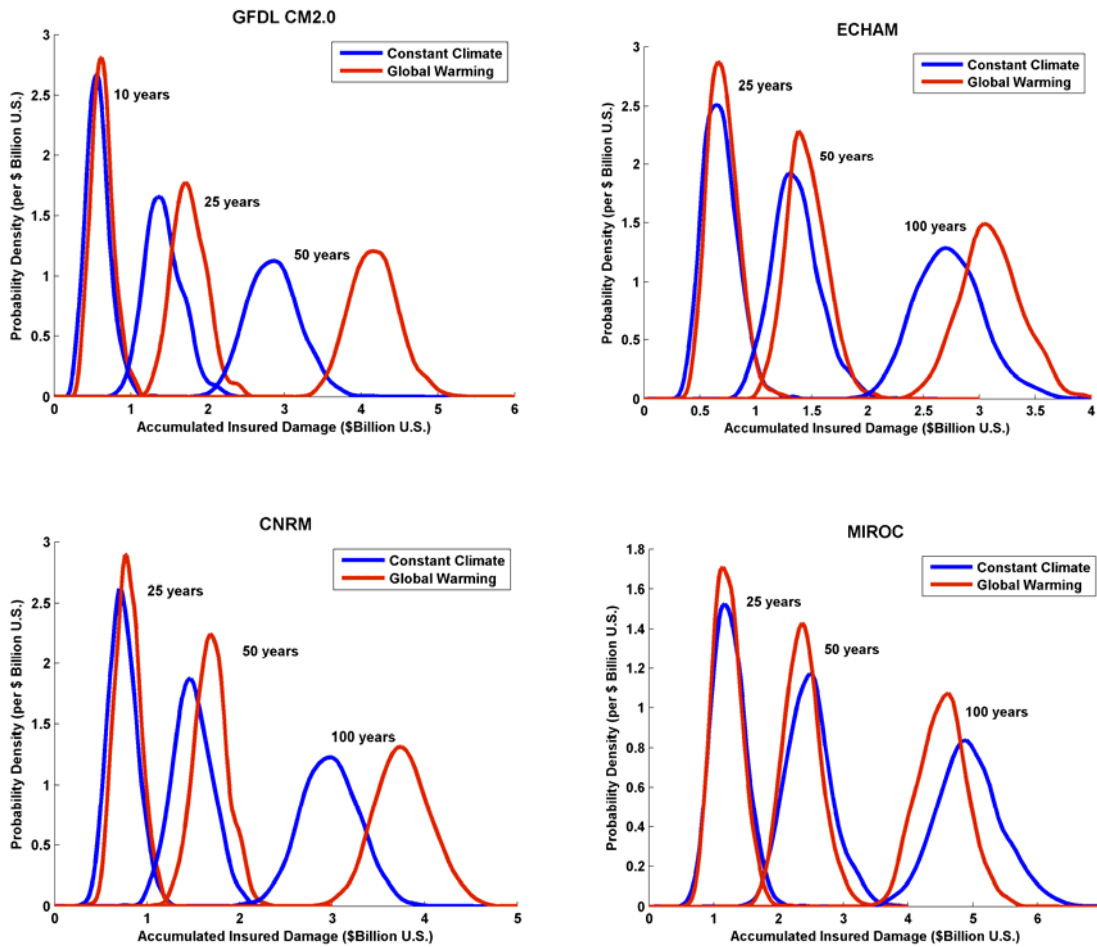 GFDL CM2.0
Constant Climate
Global Warming
10 years
25 years
50 years
Probability Density (per $ Billion U.S.)
3
2.5
2
1.5
1
0.5
0
0 1 2 3 4 5 6
Accumulated Insured Damage ($Billion U.S.)
ECHAM
Constant Climate
Global Warming
25 years
50 years
100 years
Probability Density (per $ Billion U.S.)
3
2.5
2
1.5
1
0.5
0
0 0.5 1 1.5 2 2.5 3 3.5 4
Accumulated Insured Damage ($Billion U.S.)
CNRM
Constant Climate
Global Warming
25 years
50 years
100 years
Probability Density (per $ Billion U.S.)
3
2.5
2
1.5
1
0.5
0
0 1 2 3 4 5
Accumulated Insured Damage ($Billion U.S.)
MIROC
Constant Climate
Global Warming
25 years
50 years
100 years
Probability Density (per $ Billion U.S.)
1.8
1.6
1.4
1.2
1
0.8
0.6
0.4
0.2
0
0 1 2 3 4 5 6
Accumulated Insured Damage ($Billion U.S.)